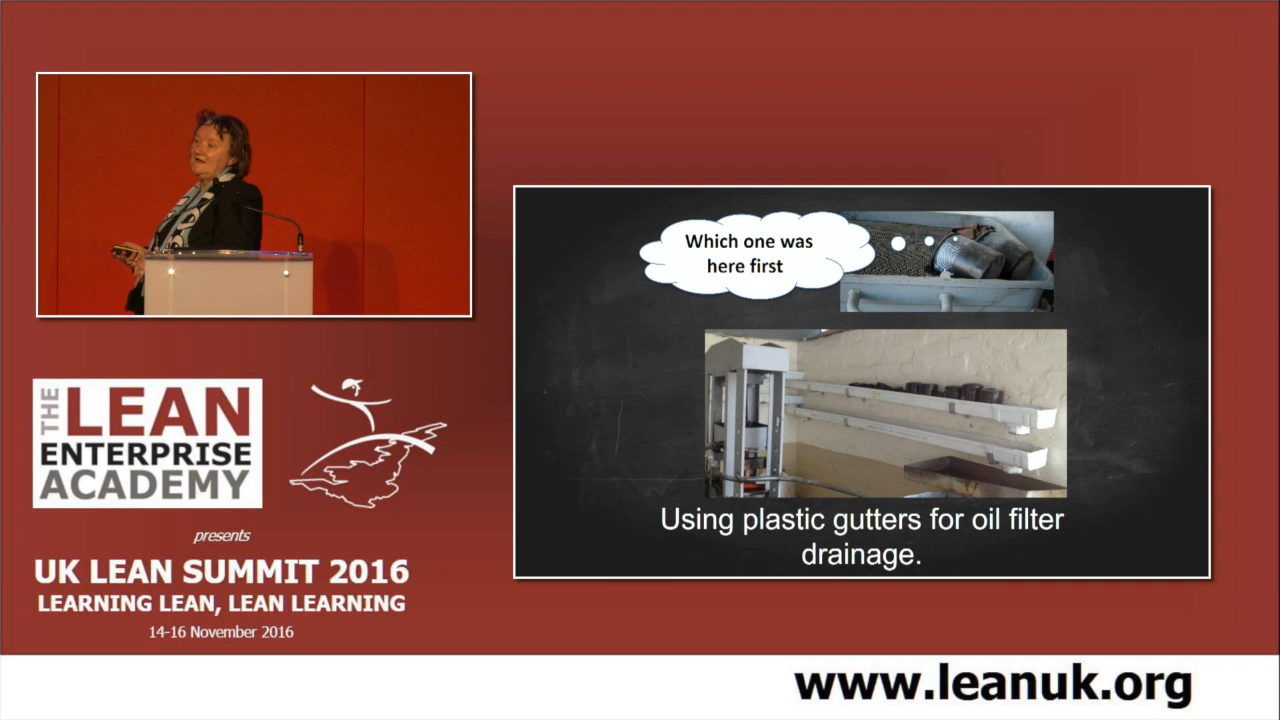 Which one was
here first
Using plastic gutters for oil filter
drainage.
THE
LEAN
ENTERPRISE
ACADEMY
presents
UK LEAN SUMMIT 2016
LEARNING LEAN, LEAN LEARNING
14-16 November 2016
www.leanuk.org